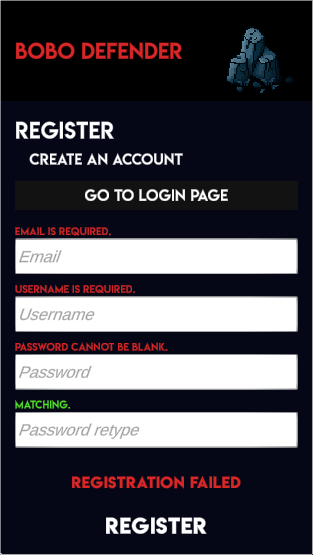 BOBO DEFENDER
REGISTER
CREATE AN ACCOUNT
GO TO LOGIN PAGE
EMAIL IS REQUIRED.
Email
USERNAME IS REQUIRED.
Username
PASSWORD CANNOT BE BLANK.
Password
MATCHING.
Password retype
REGISTRATION FAILED
REGISTER